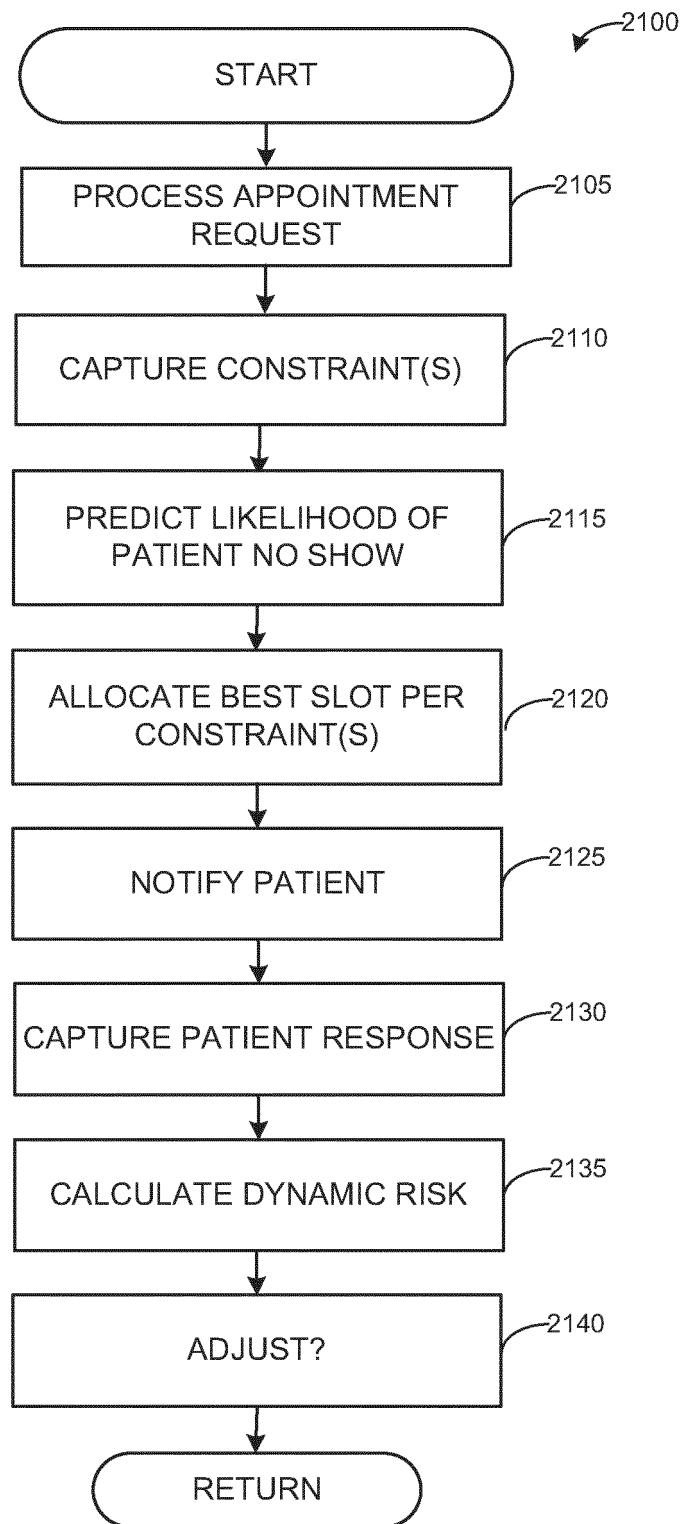 2100
START
PROCESS APPOINTMENT
REQUEST
2105
CAPTURE CONSTRAINT(S)
2110
PREDICT LIKELIHOOD OF
PATIENT NO SHOW
2115
ALLOCATE BEST SLOT PER
CONSTRAINT(S)
2120
NOTIFY PATIENT
2125
CAPTURE PATIENT RESPONSE
2130
CALCULATE DYNAMIC RISK
2135
ADJUST?
2140
RETURN